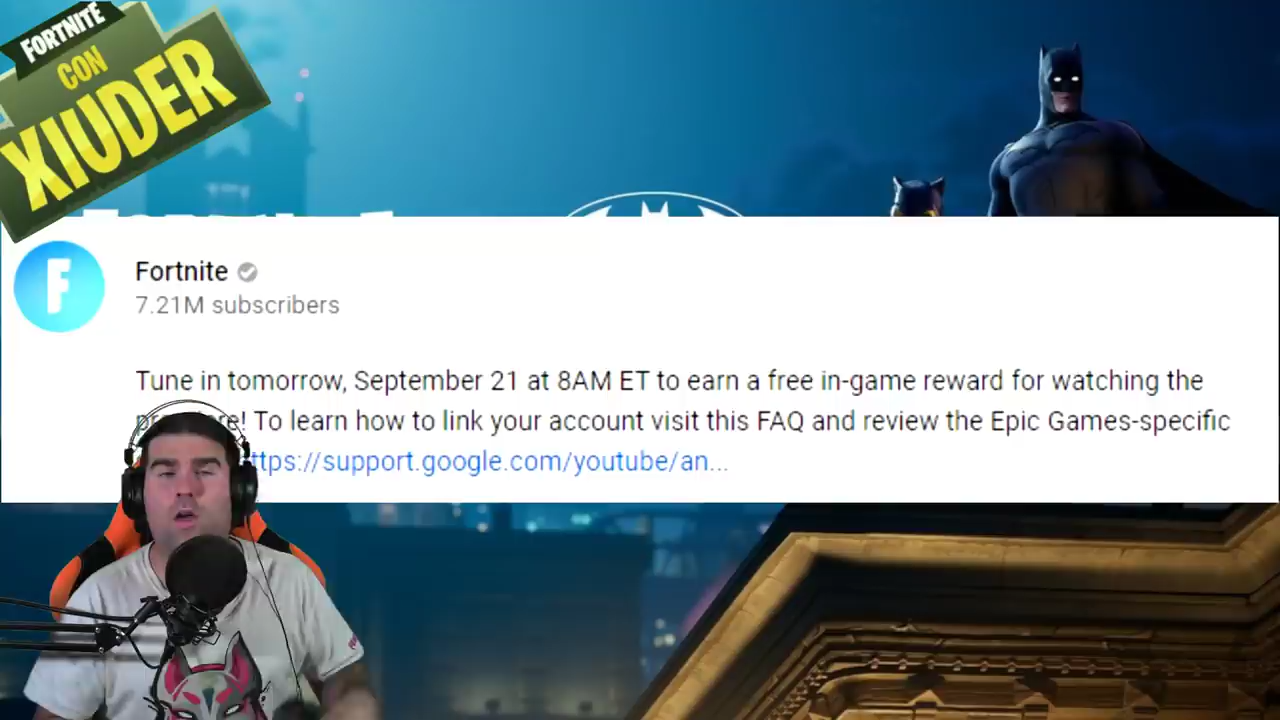 FORTNITE
CON
XIUDER
Fortnite
7.21M subscribers
Tune in tomorrow, September 21 at 8AM ET to earn a free in-game reward for watching the
! To learn how to link your account visit this FAQ and review the Epic Games-specific
ttps://support.google.com/youtube/an...